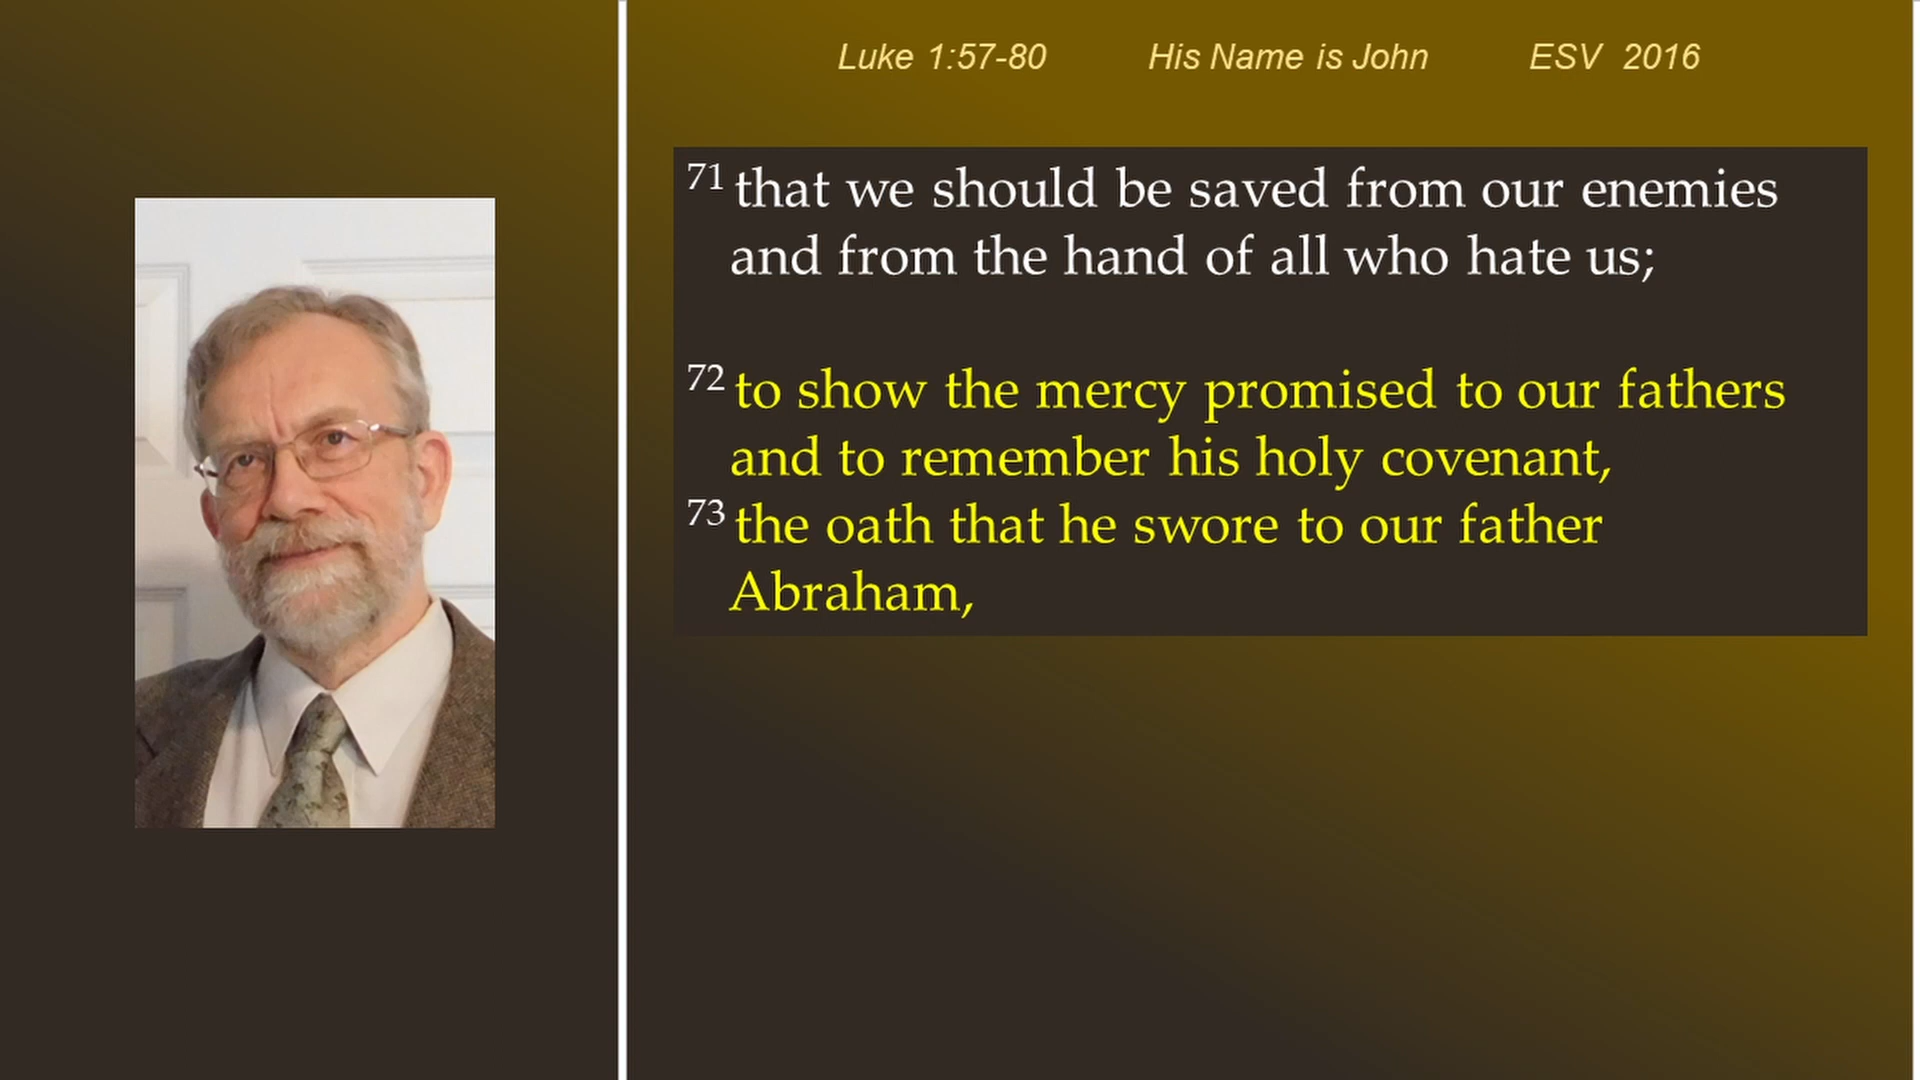 Luke 1:57-80 His Name is John ESV 2016
71 that we should be saved from our enemies
and from the hand of all who hate us;
72 to show the mercy promised to our fathers
and to remember his holy covenant,
73 the oath that he swore to our father
Abraham,